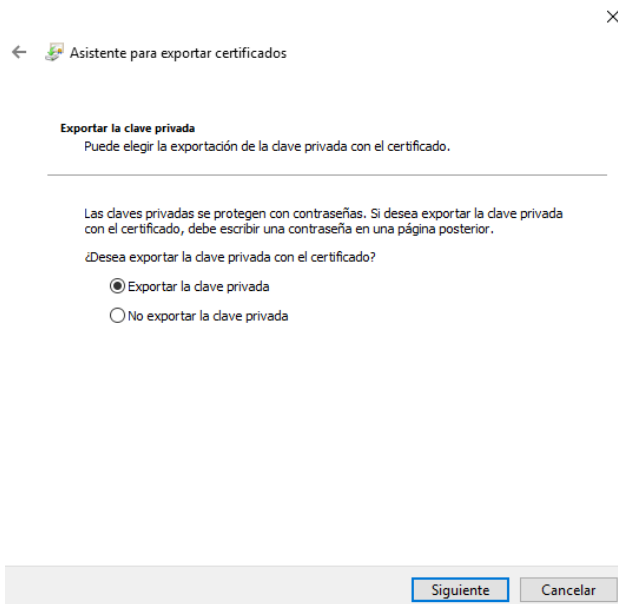 Asistente para exportar certificados
Exportar la clave privada
Puede elegir la exportación de la clave privada con el certificado.
Las claves privadas se protegen con contraseñas. Si desea exportar la clave privada
con el certificado, debe escribir una contraseña en una página posterior.
¿Desea exportar la clave privada con el certificado?
Exportar la clave privada
No exportar la clave privada
Siguiente
Cancelar